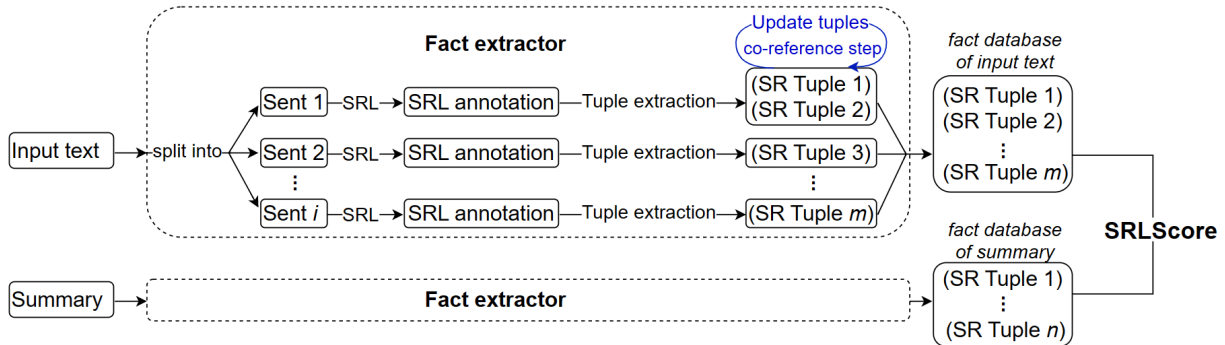 Fact extractor
Update tuples
co-reference step
fact database
of input text
Input text
split into
Sent 1
SRL
SRL annotation
Tuple extraction
(SR Tuple 1)
(SR Tuple 2)
Sent 2
SRL
SRL annotation
Tuple extraction
(SR Tuple 3)
⋮
⋮
Sent i
SRL
SRL annotation
Tuple extraction
(SR Tuple m)
(SR Tuple 1)
(SR Tuple 2)
⋮
(SR Tuple m)
SRLScore
Summary
Fact extractor
fact database
of summary
(SR Tuple 1)
⋮
(SR Tuple n)